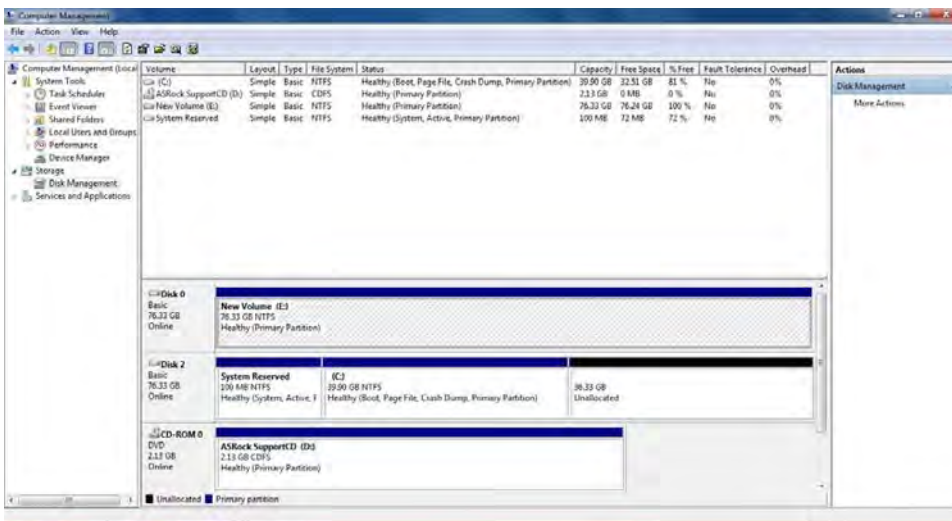 Computer Management
File Action View Help
Computer Management (Local
System Tools
Task Scheduler
Event Viewer
Shared Folders
Local Users and Groups
Performance
Device Manager
Storage
Disk Management
Services and Applications
Volume Layout Type File System Status Capacity Free Space % Free Fault Tolerance Overhead
(C:) Simple Basic NTFS Healthy (Boot, Page File, Crash Dump, Primary Partition) 39.90 GB 32.51 GB 81 % No 0%
ASRock SupportCD (D:) Simple Basic CDFS Healthy (Primary Partition) 2.13 GB 0 MB 0 % No 0%
New Volume (E:) Simple Basic NTFS Healthy (Primary Partition) 76.33 GB 76.24 GB 100 % No 0%
System Reserved Simple Basic NTFS Healthy (System, Active, Primary Partition) 100 MB 72 MB 72 % No 0%
Actions
Disk Management
More Actions
Disk 0
Basic
76.33 GB
Online
New Volume (E:)
76.33 GB NTFS
Healthy (Primary Partition)
Disk 2
Basic
76.33 GB
Online
System Reserved
100 MB NTFS
Healthy (System, Active, P
(C:)
39.90 GB NTFS
Healthy (Boot, Page File, Crash Dump, Primary Partition)
36.33 GB
Unallocated
CD-ROM 0
DVD
2.13 GB
Online
ASRock SupportCD (D:)
2.13 GB CDFS
Healthy (Primary Partition)
Unallocated Primary partition